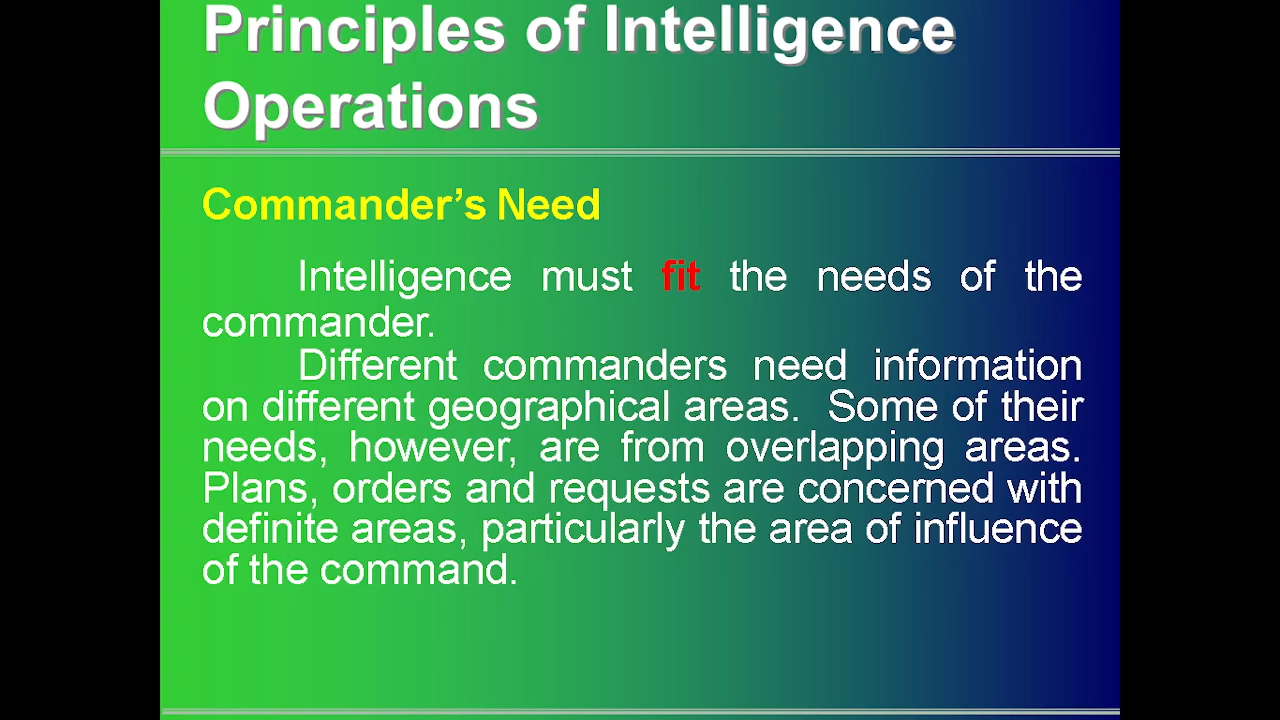 Principles of Intelligence
Operations
Commander’s Need
Intelligence must fit the needs of the
commander.
Different commanders need information
on different geographical areas.  Some of their
needs, however, are from overlapping areas.
Plans, orders and requests are concerned with
definite areas, particularly the area of influence
of the command.